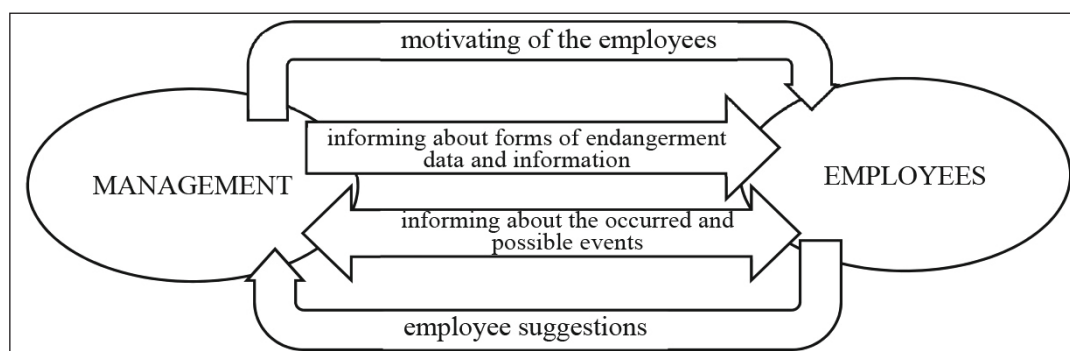 motivating of the employees
informing about forms of endangerment
data and information
MANAGEMENT
EMPLOYEES
informing about the occurred and
possible events
employee suggestions